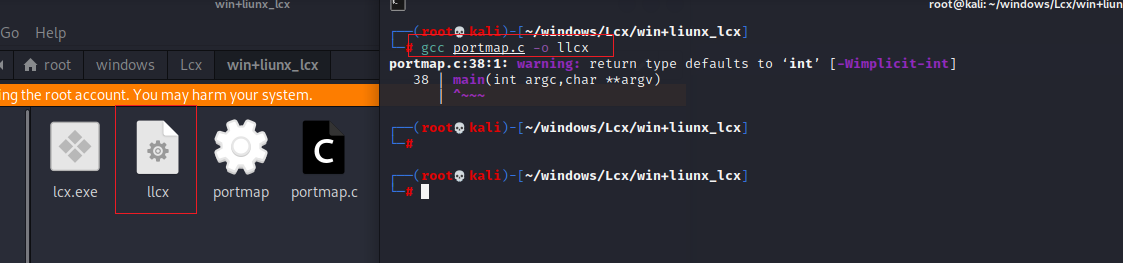 win+liunx_lcx
Go Help
root windows Lcx win+liunx_lcx
ing the root account. You may harm your system.
lcx.exe llcx portmap portmap.c
C
root@kali: ~/windows/Lcx/win+liun
┌──(root💀kali)-[~/windows/Lcx/win+liunx_lcx]
└─# gcc portmap.c -o llcx
portmap.c:38:1: warning: return type defaults to ‘int’ [-Wimplicit-int]
38 | main(int argc,char **argv)
| ^~~~
┌──(root💀kali)-[~/windows/Lcx/win+liunx_lcx]
└─#
┌──(root💀kali)-[~/windows/Lcx/win+liunx_lcx]
└─#